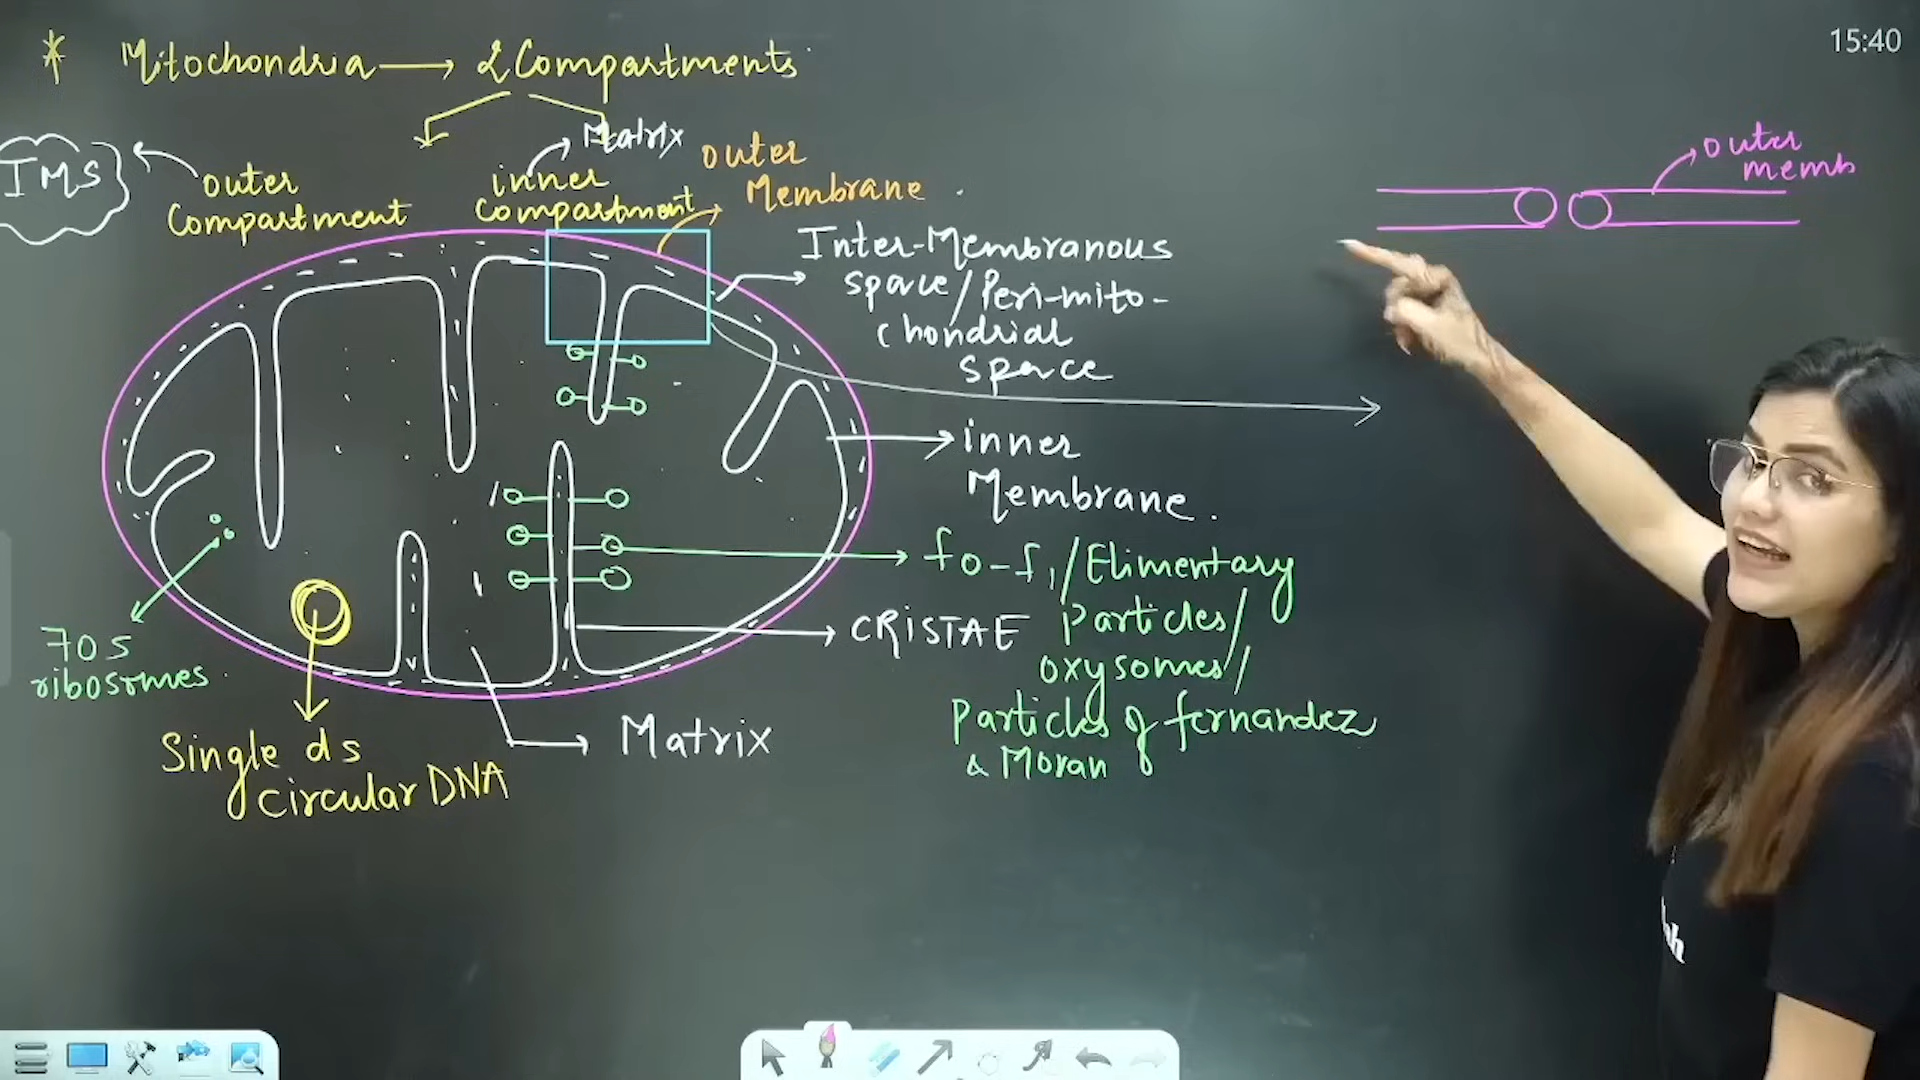 15:40
* Mitochondria → 2 Compartments
Matrix
IMS
outer
Compartment
inner
compartment
outer
Membrane.
outer
memb
Inter-Membranous
space/Peri-mito-
chondrial
space
inner
Membrane.
fo-f1/Elimentary
Particles/
oxysomes/
Particles of fernandez
& Moran
CRISTAE
70s
ribosomes
Single ds
circular DNA
Matrix